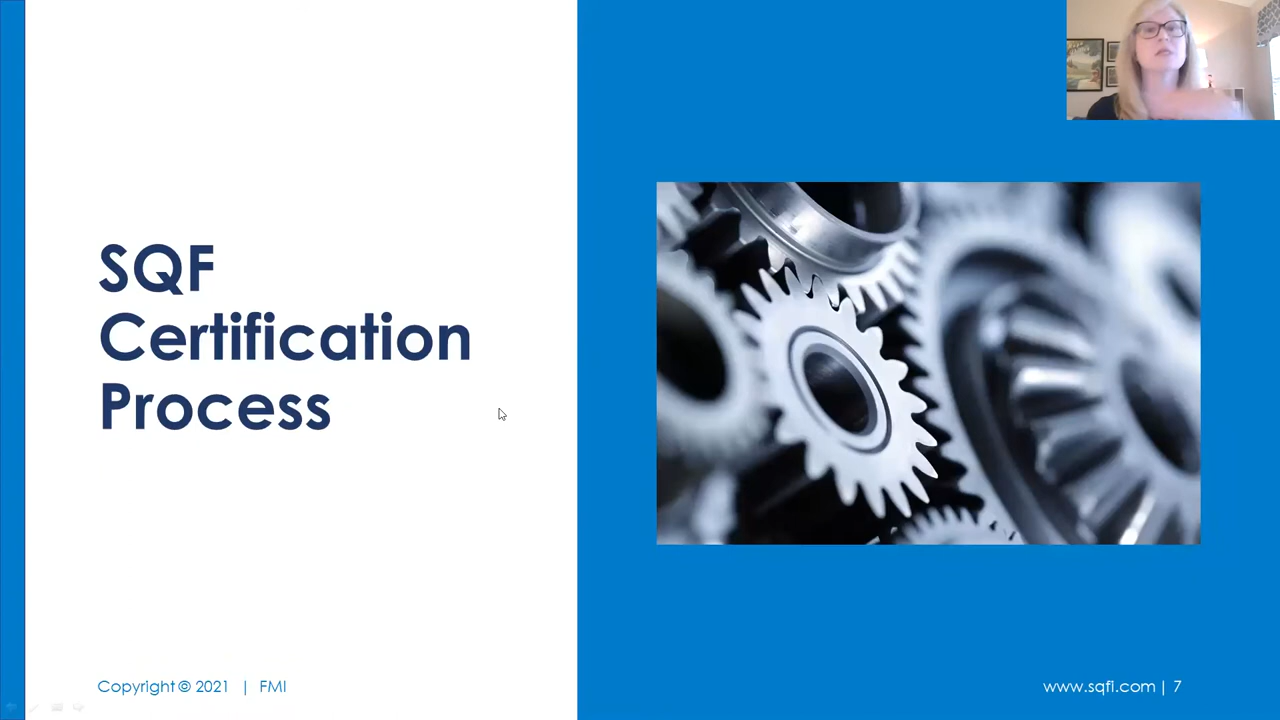 SQF
Certification
Process
Copyright © 2021 | FMI
www.sqfi.com | 7